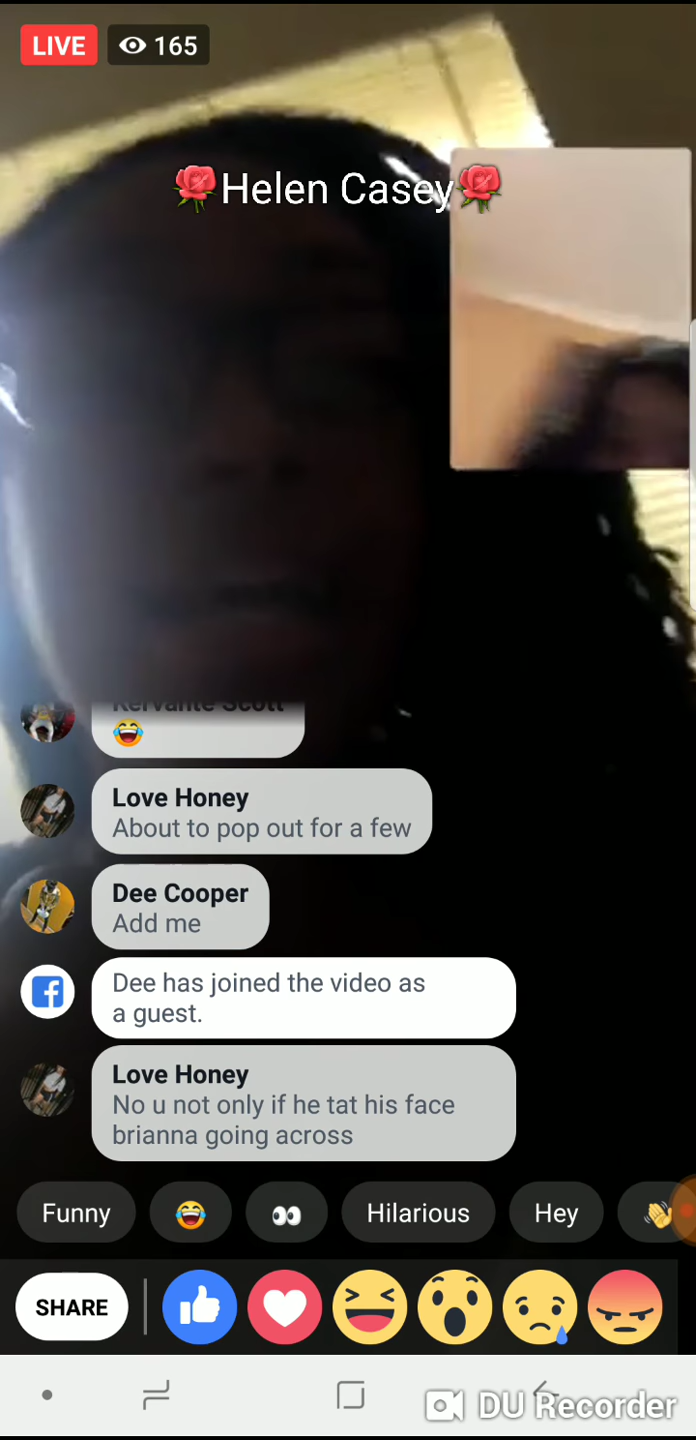 LIVE 165
🌹Helen Casey🌹
Kervante Scott
😂
Love Honey
About to pop out for a few
Dee Cooper
Add me
Dee has joined the video as
a guest.
Love Honey
No u not only if he tat his face
brianna going across
Funny 😂 👀 Hilarious Hey 👋
SHARE
DU Recorder